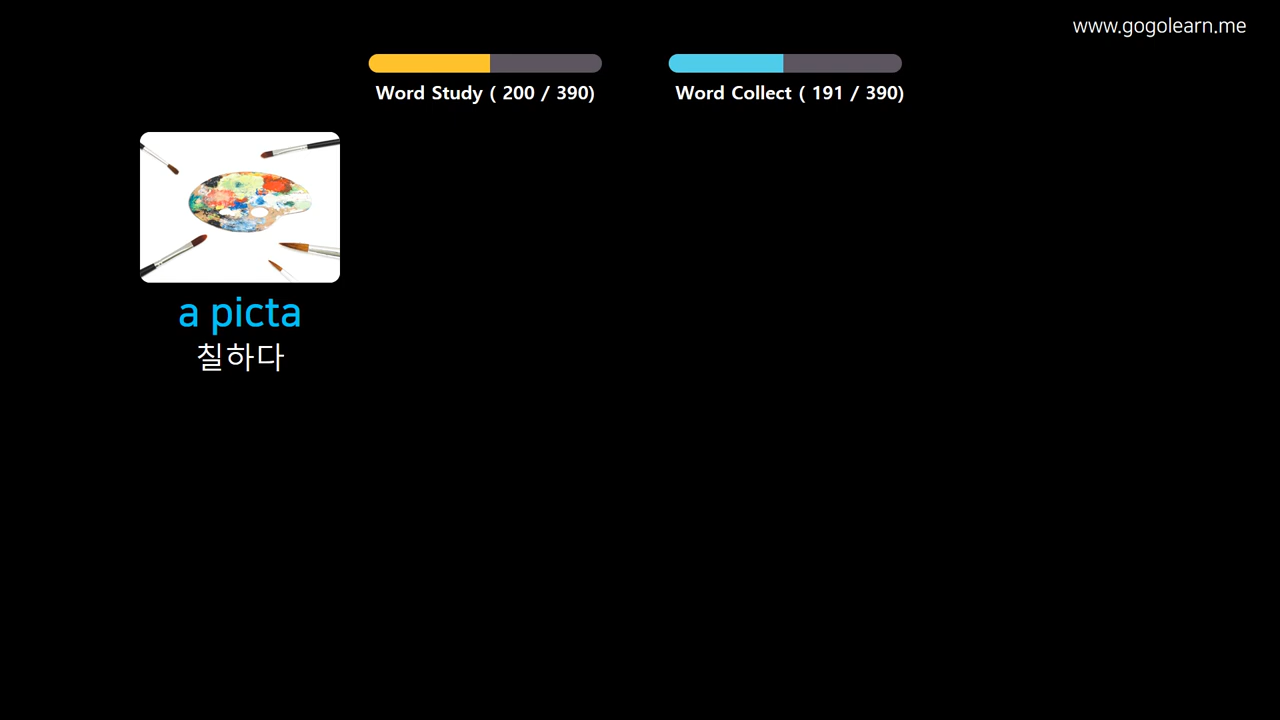 www.gogolearn.me
Word Study ( 200 / 390)
Word Collect ( 191 / 390)
a picta
칠하다